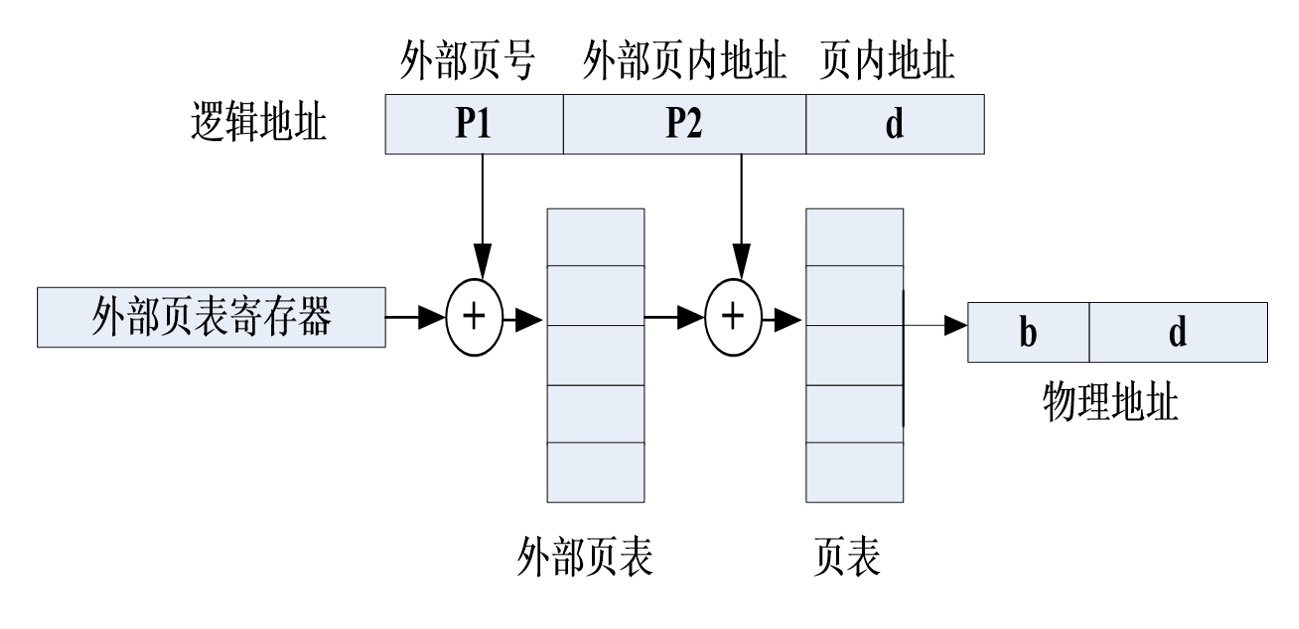 外部页号 外部页内地址 页内地址
逻辑地址 P1 P2 d
外部页表寄存器 + +
b d
物理地址
外部页表 页表